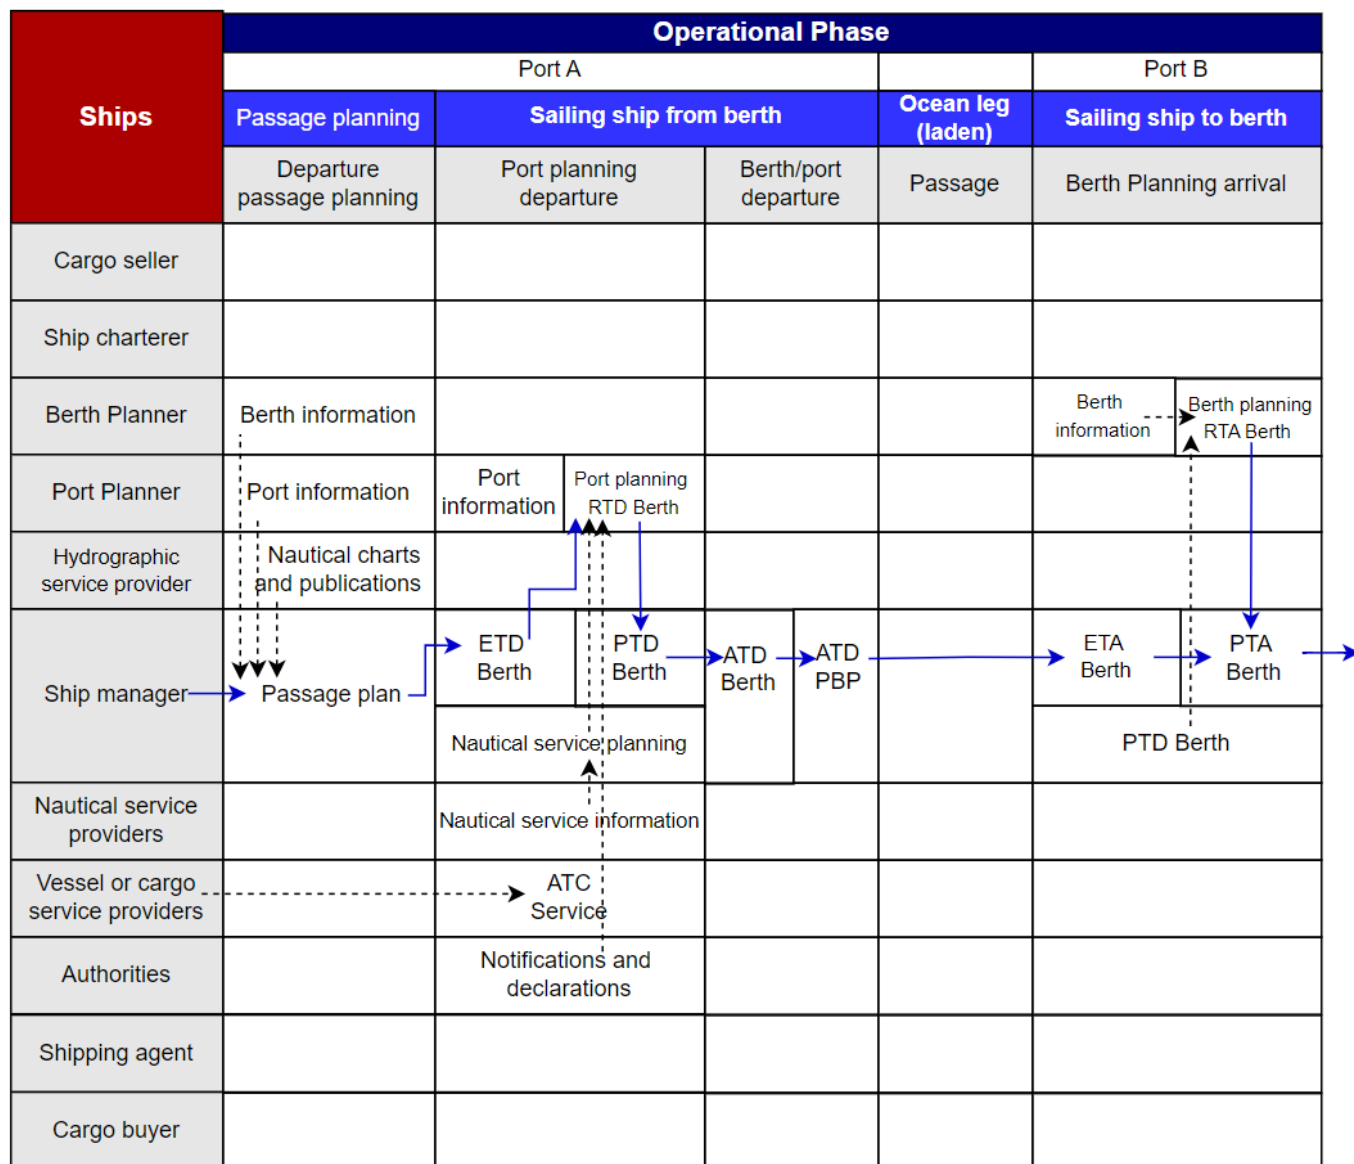 Ships
Operational Phase
Port A
Port B
Passage planning
Sailing ship from berth
Ocean leg
(laden)
Sailing ship to berth
Departure
passage planning
Port planning
departure
Berth/port
departure
Passage
Berth Planning arrival
Cargo seller
Ship charterer
Berth Planner
Berth information
Berth
information
Berth planning
RTA Berth
Port Planner
Port information
Port
information
Port planning
RTD Berth
Hydrographic
service provider
Nautical charts
and publications
Ship manager
Passage plan
ETD
Berth
PTD
Berth
ATD
Berth
ATD
PBP
ETA
Berth
PTA
Berth
Nautical service planning
PTD Berth
Nautical service
providers
Nautical service information
Vessel or cargo
service providers
ATC
Service
Authorities
Notifications and
declarations
Shipping agent
Cargo buyer